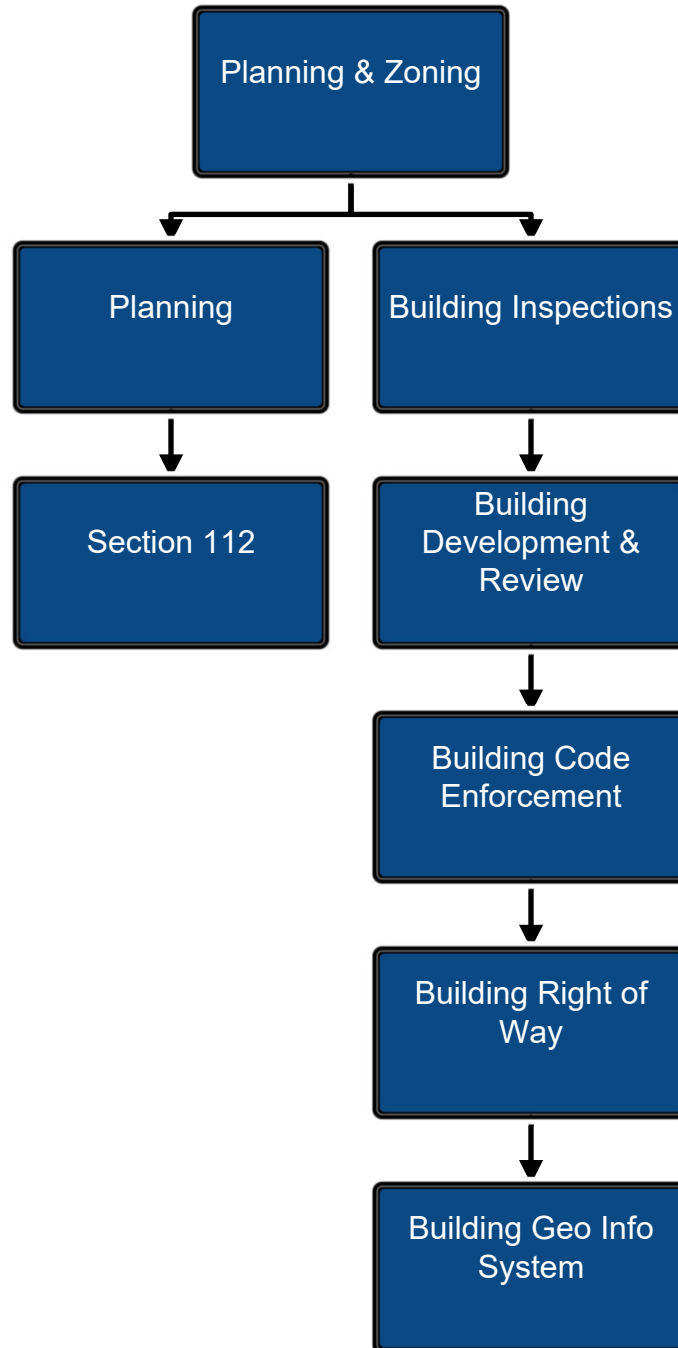 Planning & Zoning
Planning
Building Inspections
Section 112
Building
Development &
Review
Building Code
Enforcement
Building Right of
Way
Building Geo Info
System